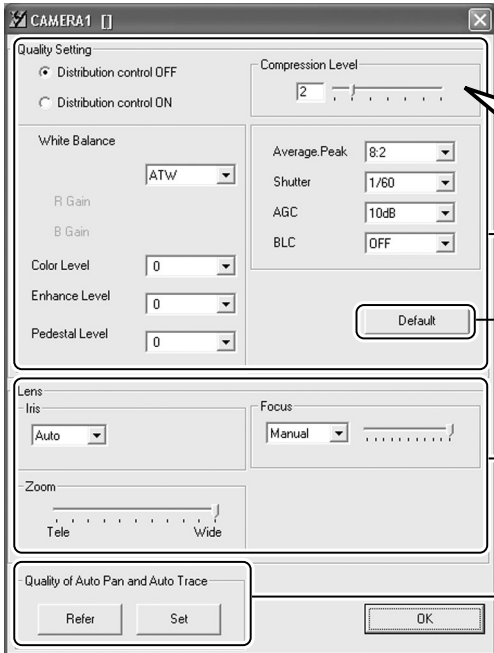 CAMERA1 []
Quality Setting
Distribution control OFF
Distribution control ON
Compression Level
2
White Balance
ATW
R Gain
B Gain
Color Level 0
Enhance Level 0
Pedestal Level 0
Average.Peak 8:2
Shutter 1/60
AGC 10dB
BLC OFF
Default
Lens
Iris
Auto
Focus
Manual
Zoom
Tele Wide
Quality of Auto Pan and Auto Trace
Refer Set
OK